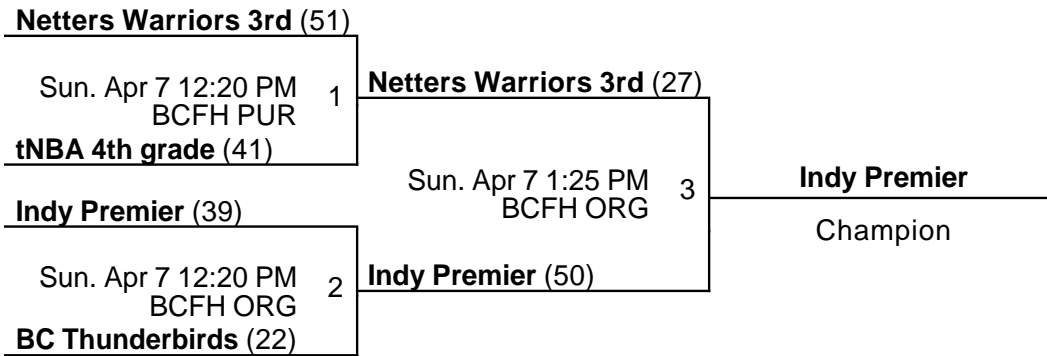 Netters Warriors 3rd (51)
Sun. Apr 7 12:20 PM
BCFH PUR
1
tNBA 4th grade (41)
Netters Warriors 3rd (27)
Indy Premier (39)
Sun. Apr 7 12:20 PM
BCFH ORG
2
BC Thunderbirds (22)
Indy Premier (50)
Sun. Apr 7 1:25 PM
BCFH ORG
3
Indy Premier
Champion